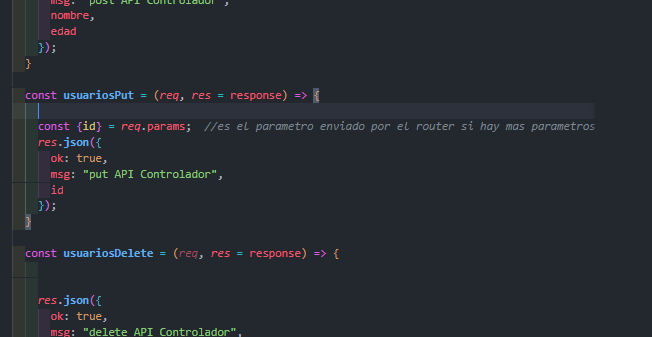 msg: "post API Controlador",
nombre,
edad
});
}
const usuariosPut = (req, res = response) => {
const {id} = req.params;  //es el parametro enviado por el router si hay mas parametros
res.json({
ok: true,
msg: "put API Controlador",
id
});
}
const usuariosDelete = (req, res = response) => {
res.json({
ok: true,
msg: "delete API Controlador",